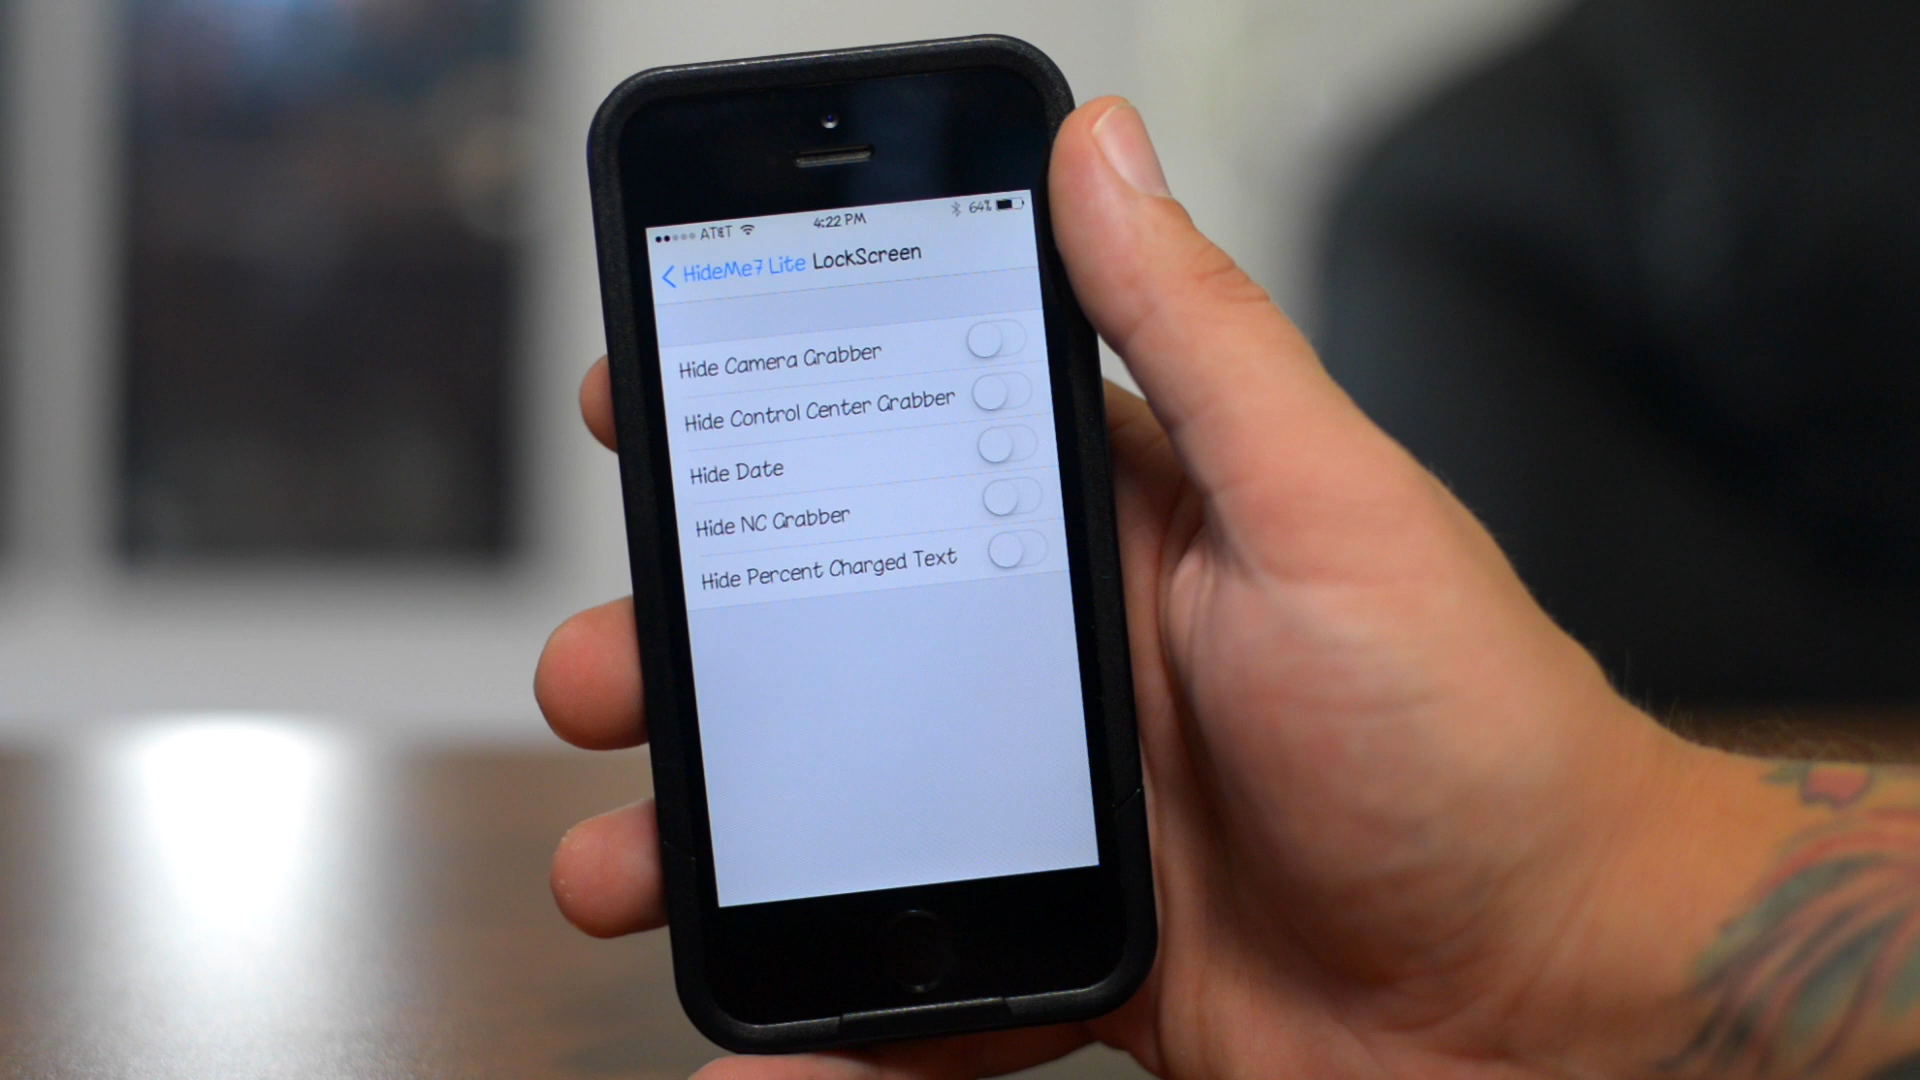 AT&T 4:22 PM 64%
HideMe7 Lite LockScreen
Hide Camera Grabber
Hide Control Center Grabber
Hide Date
Hide NC Grabber
Hide Percent Charged Text